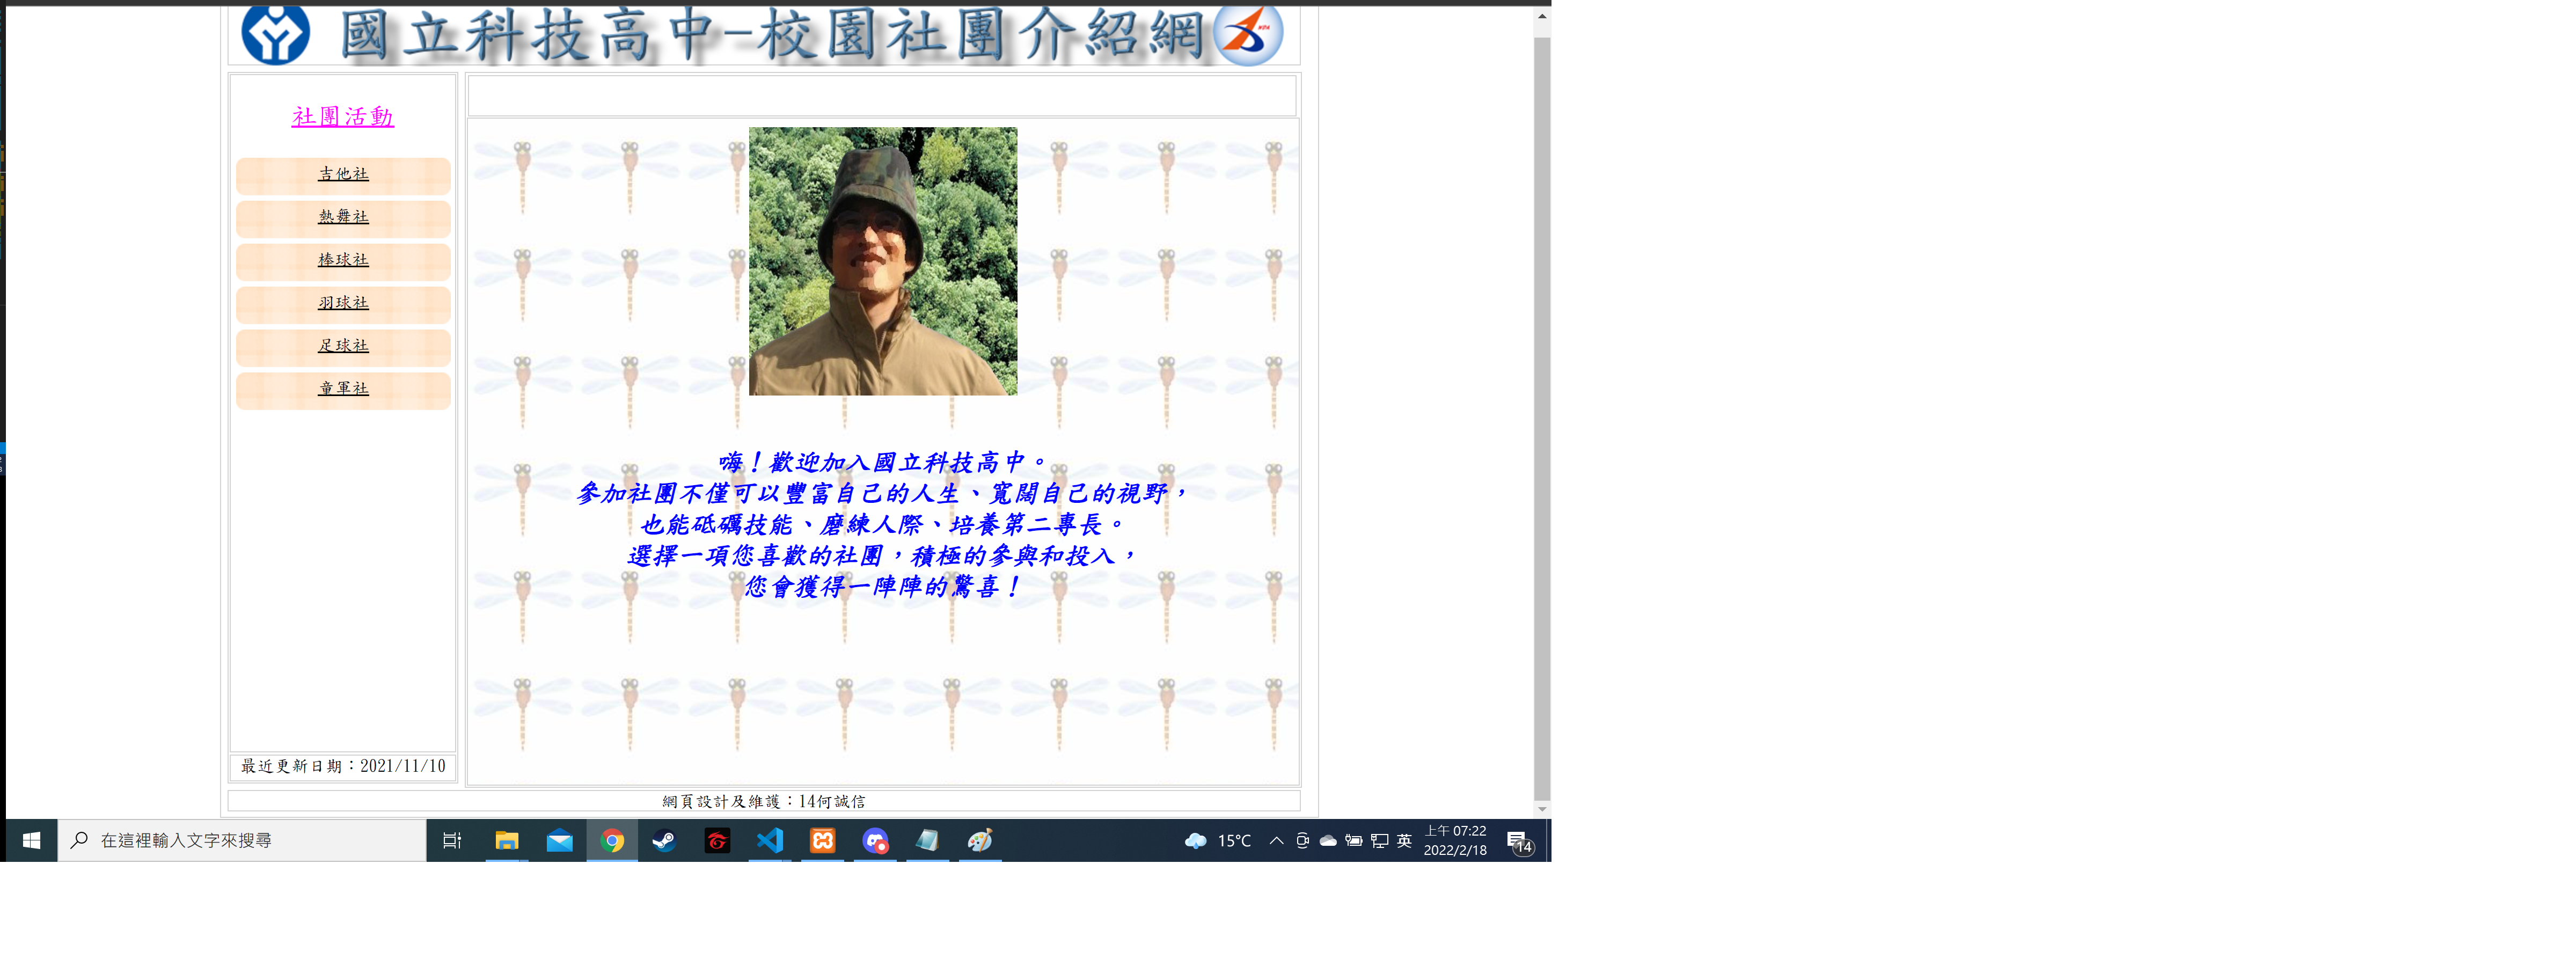 國立科技高中-校園社團介紹網
社團活動
吉他社
熱舞社
棒球社
羽球社
足球社
童軍社
最近更新日期：2021/11/10
嗨！歡迎加入國立科技高中。
參加社團不僅可以豐富自己的人生、寬闊自己的視野，
也能砥礪技能、磨練人際、培養第二專長。
選擇一項您喜歡的社團，積極的參與和投入，
您會獲得一陣陣的驚喜！
網頁設計及維護：14何誠信
在這裡輸入文字來搜尋
15°C
英
上午 07:22
2022/2/18
14